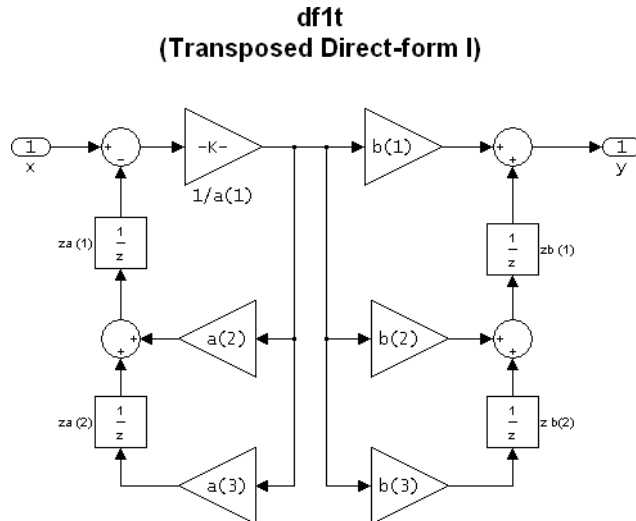 df1t
(Transposed Direct-form I)
1
x
+
-
-K-
1/a(1)
b(1)
+
+
1
y
za(1)
1
z
1
z
zb(1)
+
+
a(2)
b(2)
+
+
za(2)
1
z
1
z
zb(2)
a(3)
b(3)